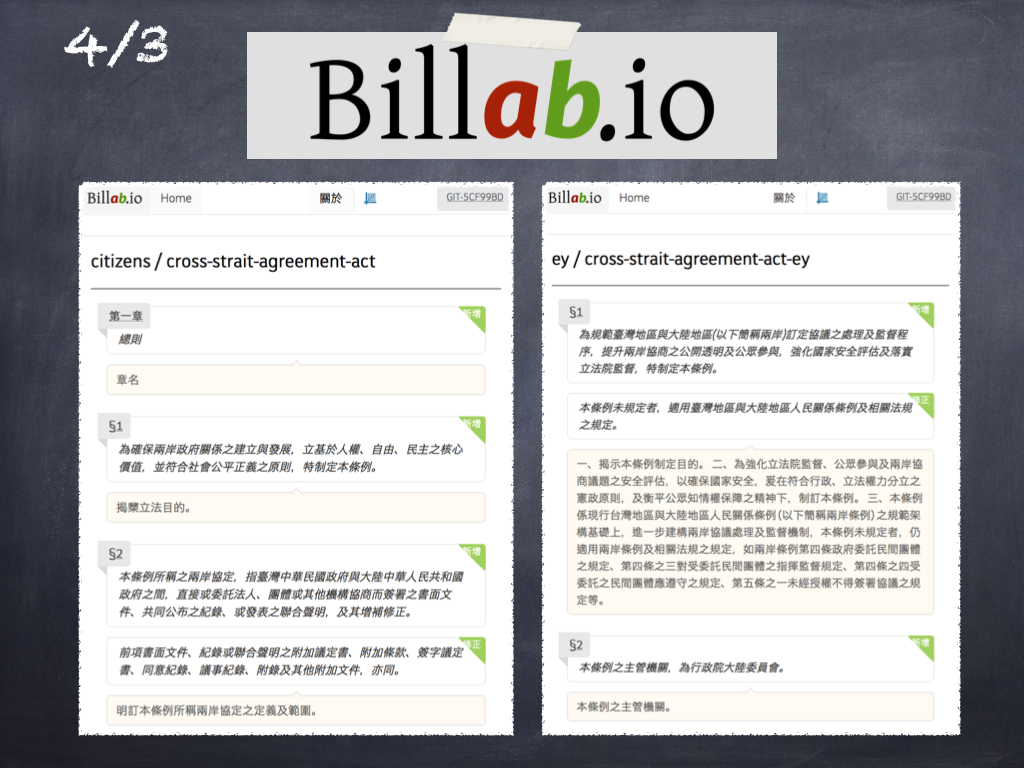 4/3
Billab.io
Billab.io Home 關於 GIT-5CF99BD
citizens / cross-strait-agreement-act
第一章 新增
總則
章名
§1 新增
為確保兩岸政府關係之建立與發展，立基於人權、自由、民主之核心
價值，並符合社會公平正義之原則，特制定本條例。
揭櫫立法目的。
§2 新增
本條例所稱之兩岸協定，指臺灣中華民國政府與大陸中華人民共和國
政府之間，直接或委託法人、團體或其他機構協商而簽署之書面文
件、共同公布之紀錄、或發表之聯合聲明，及其增補修正。
修正
前項書面文件、紀錄或聯合聲明之附加議定書、附加條款、簽字議定
書、同意紀錄、議事紀錄、附錄及其他附加文件，亦同。
明訂本條例所稱兩岸協定之定義及範圍。
Billab.io Home 關於 GIT-5CF99BD
ey / cross-strait-agreement-act-ey
§1 新增
為規範臺灣地區與大陸地區(以下簡稱兩岸)訂定協議之處理及監督程
序，提升兩岸協商之公開透明及公眾參與，強化國家安全評估及落實
立法院監督，特制定本條例。
修正
本條例未規定者，適用臺灣地區與大陸地區人民關係條例及相關法規
之規定。
一、揭示本條例制定目的。 二、為強化立法院監督、公眾參與及兩岸協
商議題之安全評估，以確保國家安全，爰在符合行政、立法權力分立之
憲政原則，及衡平公眾知情權保障之精神下，制訂本條例。 三、本條例
係現行台灣地區與大陸地區人民關係條例 (以下簡稱兩岸條例) 之規範架
構基礎上，進一步建構兩岸協議處理及監督機制，本條例未規定者，仍
適用兩岸條例及相關法規之規定，如兩岸條例第四條政府委託民間團體
之規定、第四條之三對受委託民間團體之指揮監督規定、第四條之四受
委託之民間團體應遵守之規定、第五條之一未經授權不得簽署協議之規
定等。
§2 新增
本條例之主管機關，為行政院大陸委員會。
本條例之主管機關。